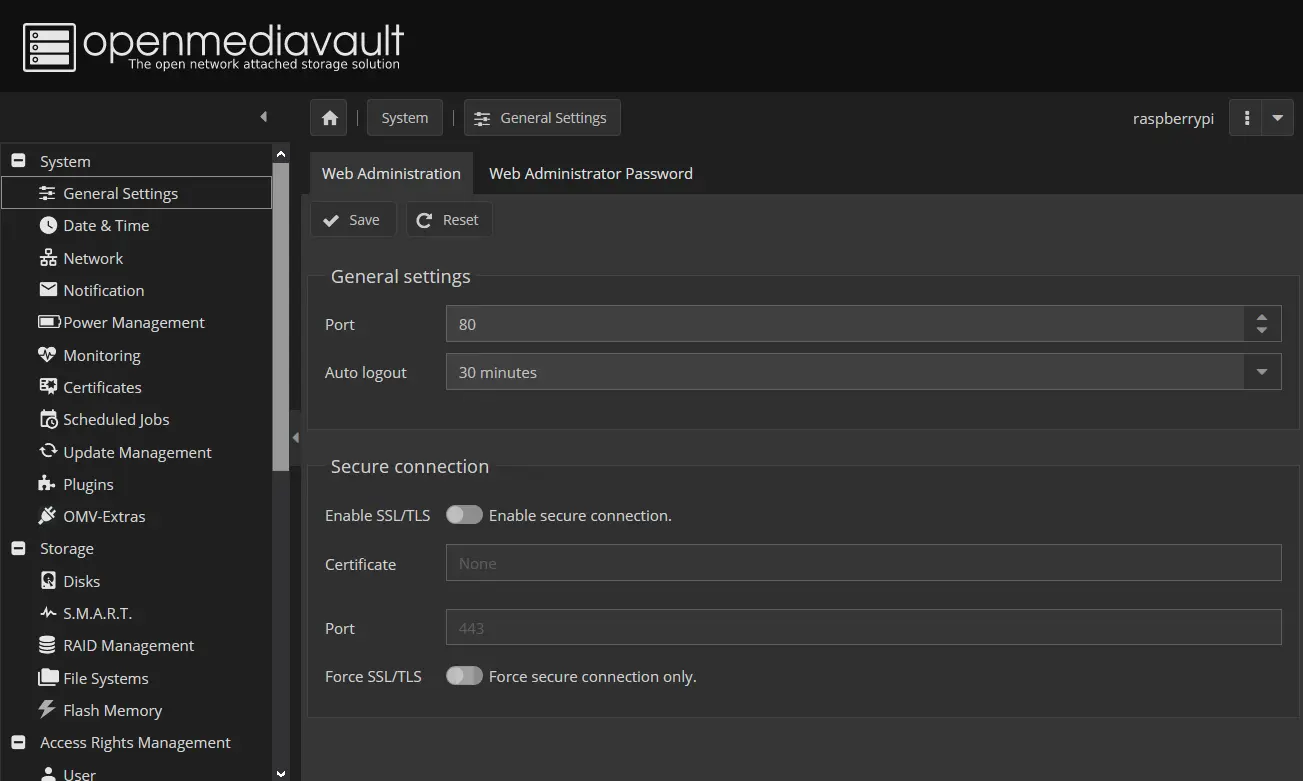 openmediavault
The open network attached storage solution
System
General Settings
raspberrypi
System
General Settings
Date & Time
Network
Notification
Power Management
Monitoring
Certificates
Scheduled Jobs
Update Management
Plugins
OMV-Extras
Storage
Disks
S.M.A.R.T.
RAID Management
File Systems
Flash Memory
Access Rights Management
User
Web Administration
Web Administrator Password
Save
Reset
General settings
Port
80
Auto logout
30 minutes
Secure connection
Enable SSL/TLS
Enable secure connection.
Certificate
None
Port
443
Force SSL/TLS
Force secure connection only.